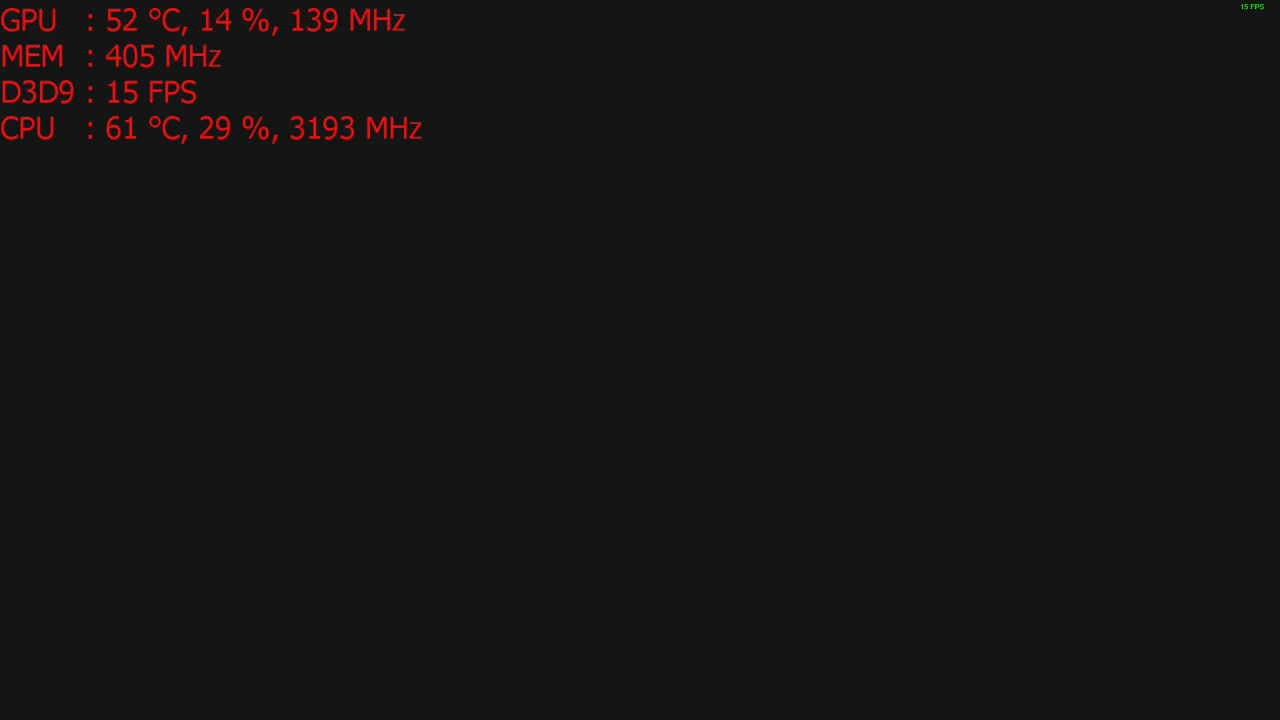 GPU : 52 °C, 14 %, 139 MHz
15 FPS
MEM : 405 MHz
D3D9 : 15 FPS
CPU : 61 °C, 29 %, 3193 MHz